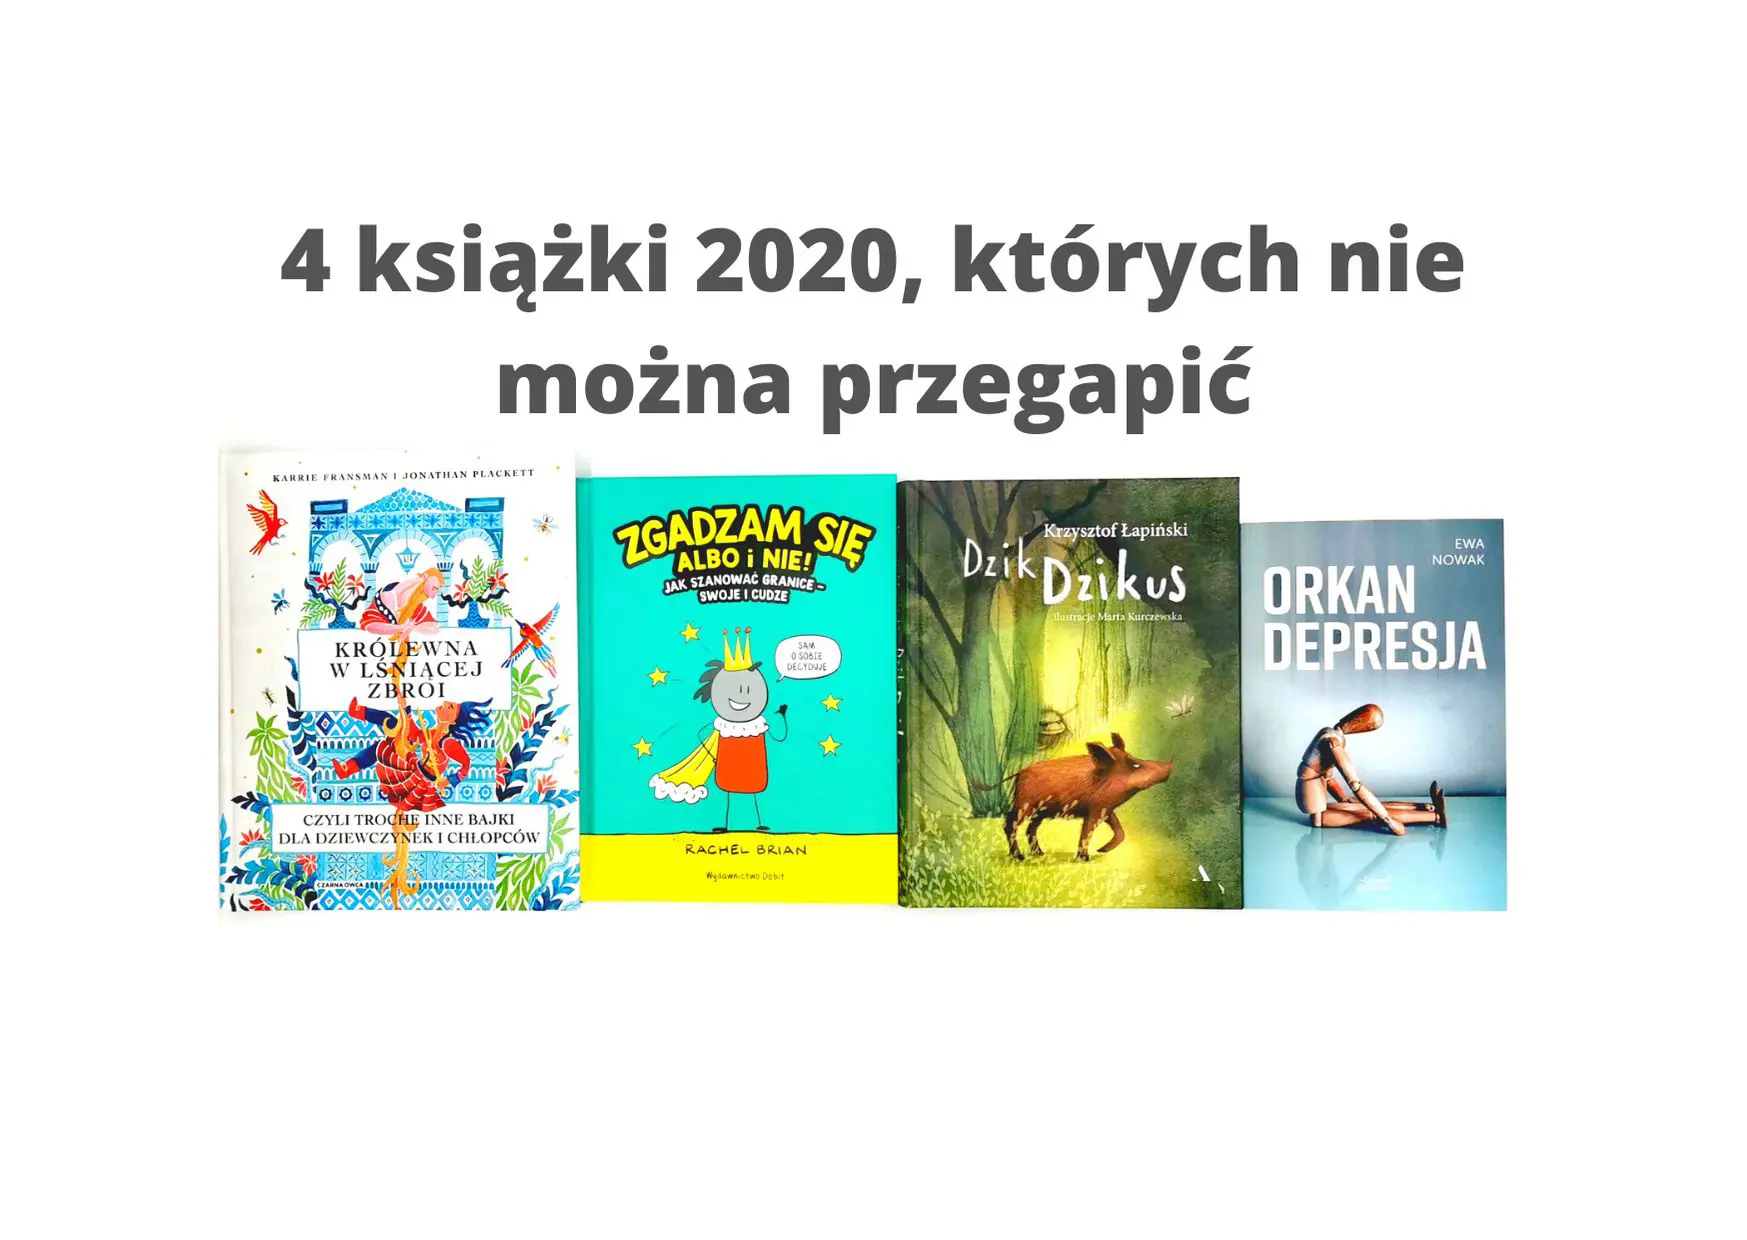 4 książki 2020, których nie
można przegapić
KARRIE FRANSMAN I JONATHAN PLACKETT
KRÓLEWNA
W LŚNIĄCEJ
ZBROI
CZYLI TROCHĘ INNE BAJKI
DLA DZIEWCZYNEK I CHŁOPCÓW
CZARNA OWCA
ZGADZAM SIĘ
ALBO i NIE!
JAK SZANOWAĆ GRANICE –
SWOJE I CUDZE
SAM
O SOBIE
DECYDUJĘ
RACHEL BRIAN
Wydawnictwo Debit
Krzysztof Łapiński
Dzik
Dzikus
ilustracje Marta Kurczewska
EWA
NOWAK
ORKAN
DEPRESJA